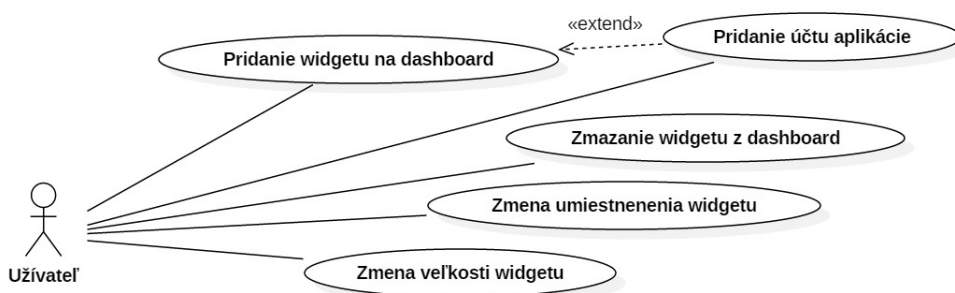 «extend»
Pridanie widgetu na dashboard
Pridanie účtu aplikácie
Zmazanie widgetu z dashboard
Zmena umiestnenenia widgetu
Užívateľ
Zmena veľkosti widgetu